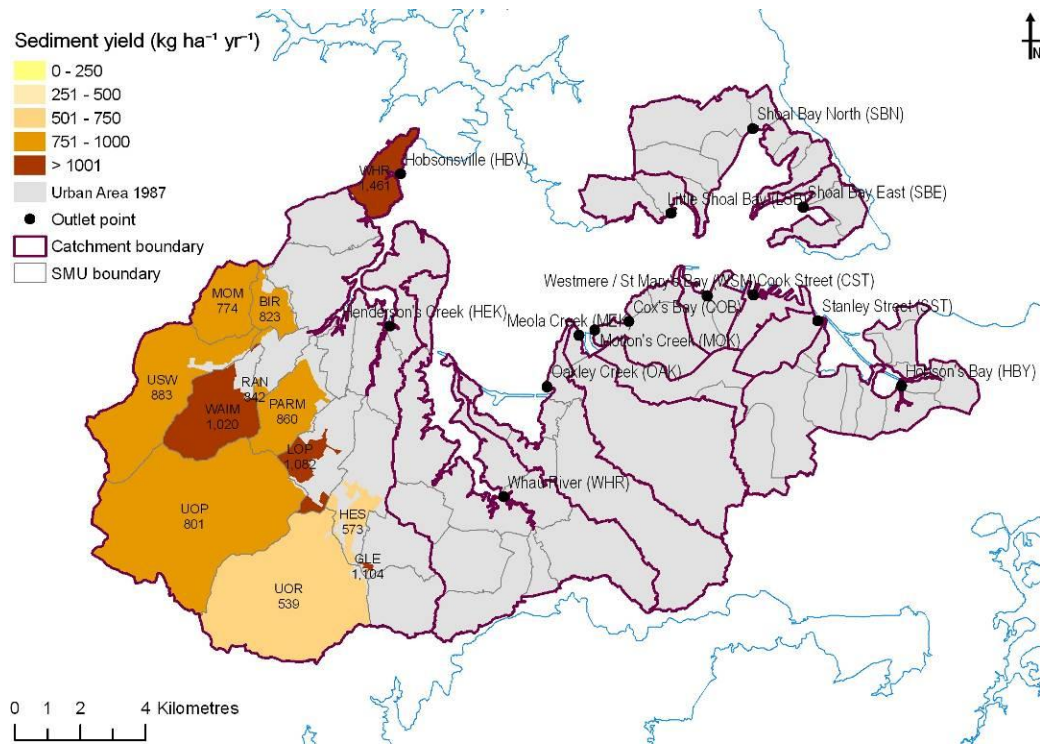 Sediment yield (kg ha⁻¹ yr⁻¹)
0 - 250
251 - 500
501 - 750
751 - 1000
> 1001
Urban Area 1987
Outlet point
Catchment boundary
SMU boundary
N
Shoal Bay North (SBN)
Hobsonsville (HBV)
WHR
1,461
Little Shoal Bay (LSB)
Shoal Bay East (SBE)
MOM
774
BIR
823
Westmere / St Mary's Bay (WSM)
Cook Street (CST)
Henderson's Creek (HEK)
Cox's Bay (COB)
Stanley Street (SST)
Meola Creek (MEK)
Motion's Creek (MOK)
Oakley Creek (OAK)
Hobson's Bay (HBY)
USW
883
RAN
842
PARM
860
WAIM
1,020
LOP
1,082
Whau River (WHR)
UOP
801
HES
573
GLE
1,104
UOR
539
0 1 2 4 Kilometres